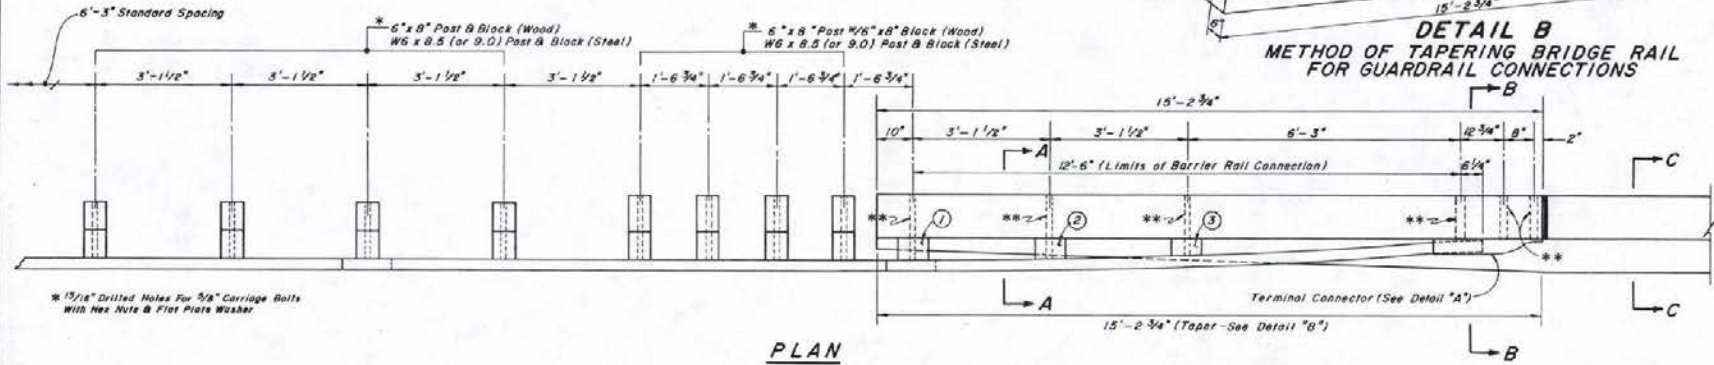 6'-3" Standard Spacing
* 6"x 8" Post & Block (Wood)
W6 x 8.5 (or 9.0) Post & Block (Steel)
* 6"x 8" Post W/6"x8" Block (Wood)
W6 x 8.5 (or 9.0) Post & Block (Steel)
6"
15'-2 3/4"
DETAIL B
METHOD OF TAPERING BRIDGE RAIL
FOR GUARDRAIL CONNECTIONS
3'-1 1/2" 3'-1 1/2" 3'-1 1/2" 3'-1 1/2" 1'-6 3/4" 1'-6 3/4" 1'-6 3/4" 1'-6 3/4"
B
15'-2 3/4"
10" 3'-1 1/2" 3'-1 1/2" 6'-3" 12 3/4" 8" 2"
A
12'-6" (Limits of Barrier Rail Connection)
6 1/4"
C
** 1 ** 2 ** 3 **
**
* 13/16" Drilled Holes For 5/8" Carriage Bolts
With Hex Nuts & Flat Plate Washer
A
Terminal Connector (See Detail "A")
C
15'-2 3/4" (Taper-See Detail "B")
PLAN
B